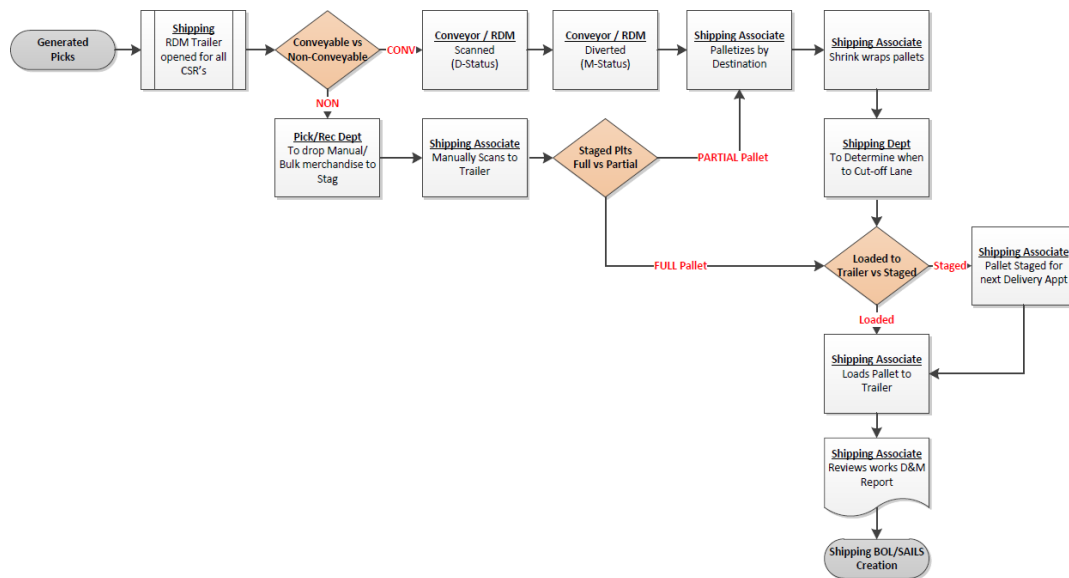 Generated
Picks
Shipping
RDM Trailer
opened for all
CSR's
Conveyable vs
Non-Conveyable
CONV
Conveyor / RDM
Scanned
(D-Status)
Conveyor / RDM
Diverted
(M-Status)
Shipping Associate
Palletizes by
Destination
Shipping Associate
Shrink wraps pallets
NON
Pick/Rec Dept
To drop Manual/
Bulk merchandise to
Stag
Shipping Associate
Manually Scans to
Trailer
Staged Plts
Full vs Partial
PARTIAL Pallet
Shipping Dept
To Determine when
to Cut-off Lane
FULL Pallet
Loaded to
Trailer vs Staged
Staged
Shipping Associate
Pallet Staged for
next Delivery Appt
Loaded
Shipping Associate
Loads Pallet to
Trailer
Shipping Associate
Reviews works D&M
Report
Shipping BOL/SAILS
Creation